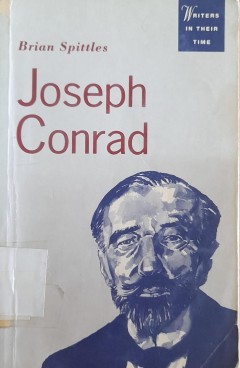 WRITERS
IN THEIR
TIME
Brian Spittles
Joseph
Conrad